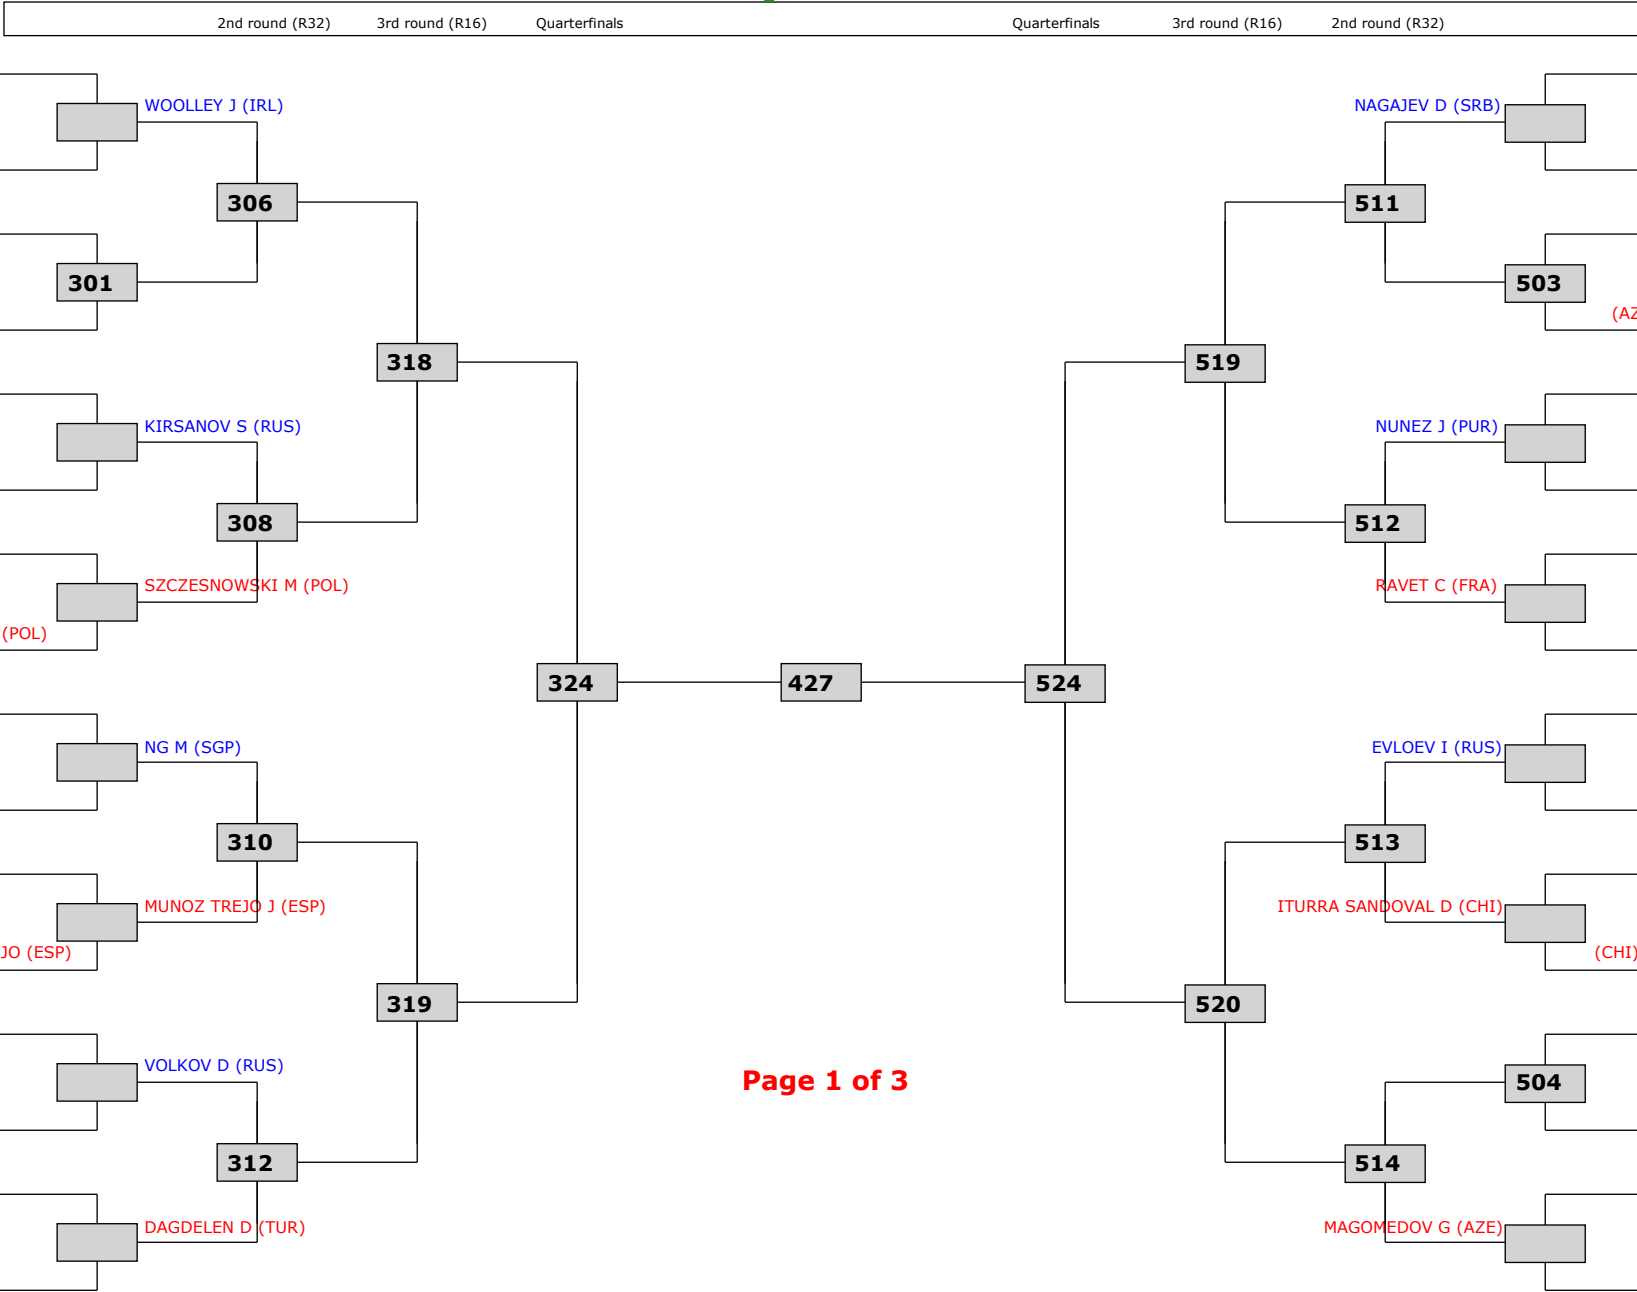 2nd round (R32) 3rd round (R16) Quarterfinals Quarterfinals 3rd round (R16) 2nd round (R32)
WOOLLEY J (IRL) NAGAJEV D (SRB)
306 511
301 503
(AZ
318 519
KIRSANOV S (RUS) NUNEZ J (PUR)
308 512
SZCZESNOWSKI M (POL) RAVET C (FRA)
(POL)
324 427 524
NG M (SGP) EVLOEV I (RUS)
310 513
MUNOZ TREJO J (ESP) ITURRA SANDOVAL D (CHI)
JO (ESP) (CHI)
319 520
VOLKOV D (RUS)
Page 1 of 3 504
312 514
DAGDELEN D (TUR) MAGOMEDOV G (AZE)